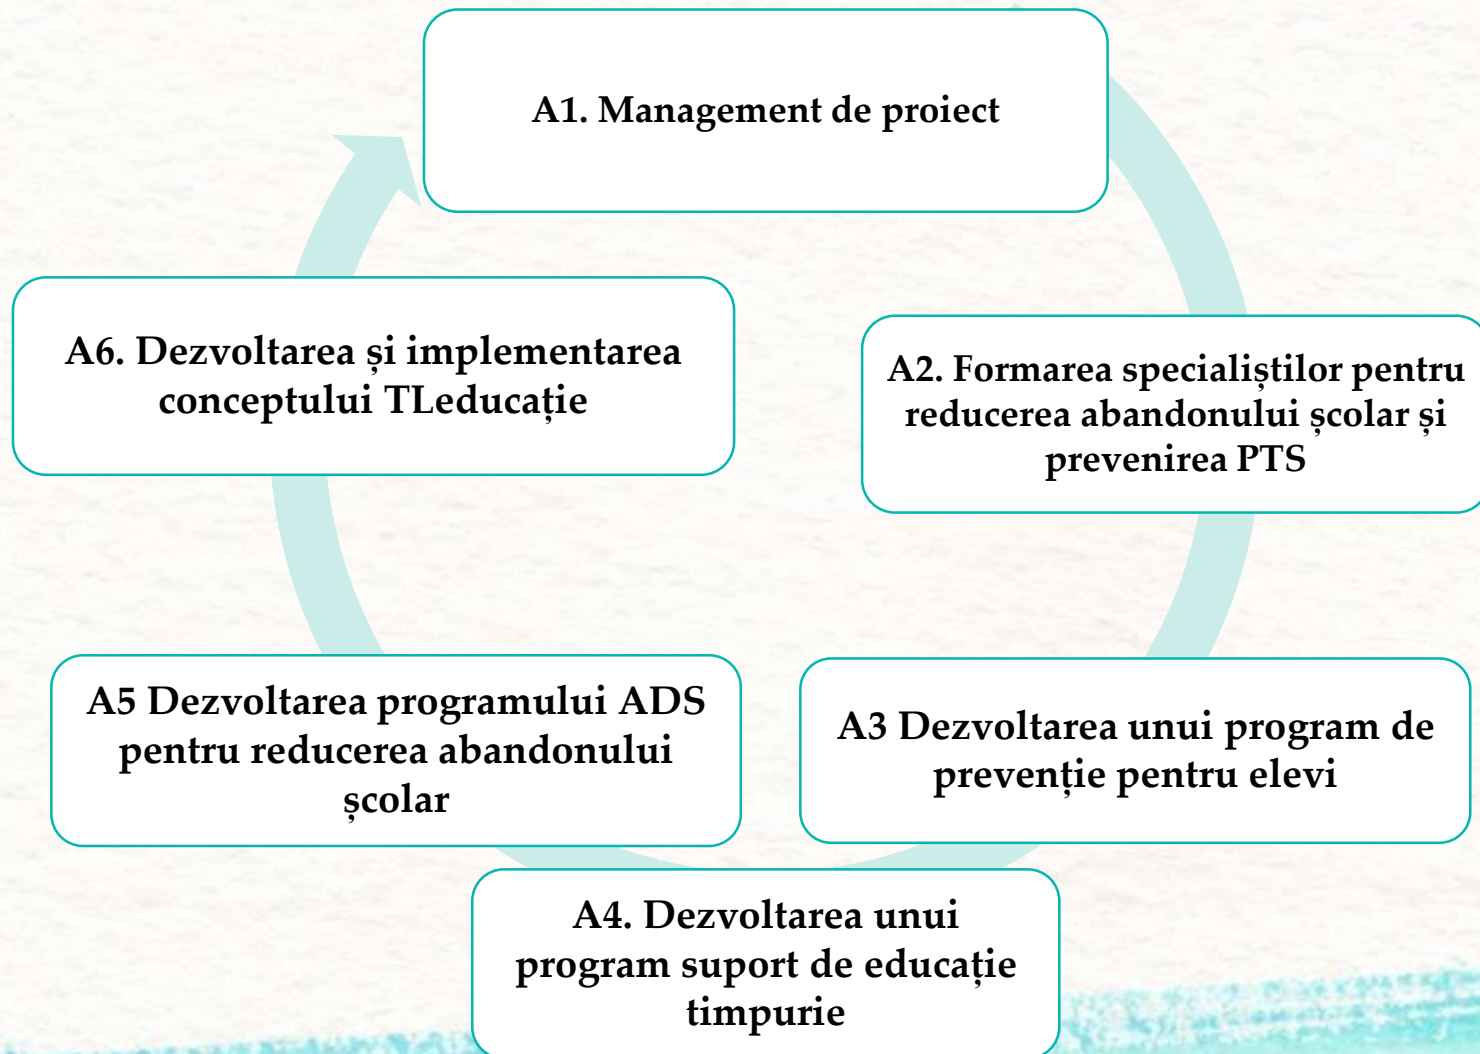 A1. Management de proiect
A2. Formarea specialiștilor pentru
reducerea abandonului școlar și
prevenirea PTS
A3 Dezvoltarea unui program de
prevenție pentru elevi
A4. Dezvoltarea unui
program suport de educație
timpurie
A5 Dezvoltarea programului ADS
pentru reducerea abandonului
școlar
A6. Dezvoltarea și implementarea
conceptului TLeducație